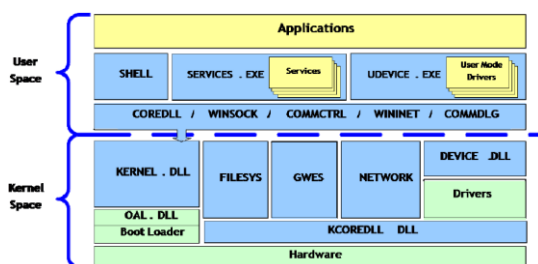 Applications
User
Space
SHELL
SERVICES . EXE
Services
UDEVICE . EXE
User Mode
Drivers
COREDLL / WINSOCK / COMMCTRL / WININET / COMMDLG
Kernel
Space
KERNEL . DLL
FILESYS
GWES
NETWORK
DEVICE .DLL
Drivers
OAL . DLL
Boot Loader
KCOREDLL DLL
Hardware